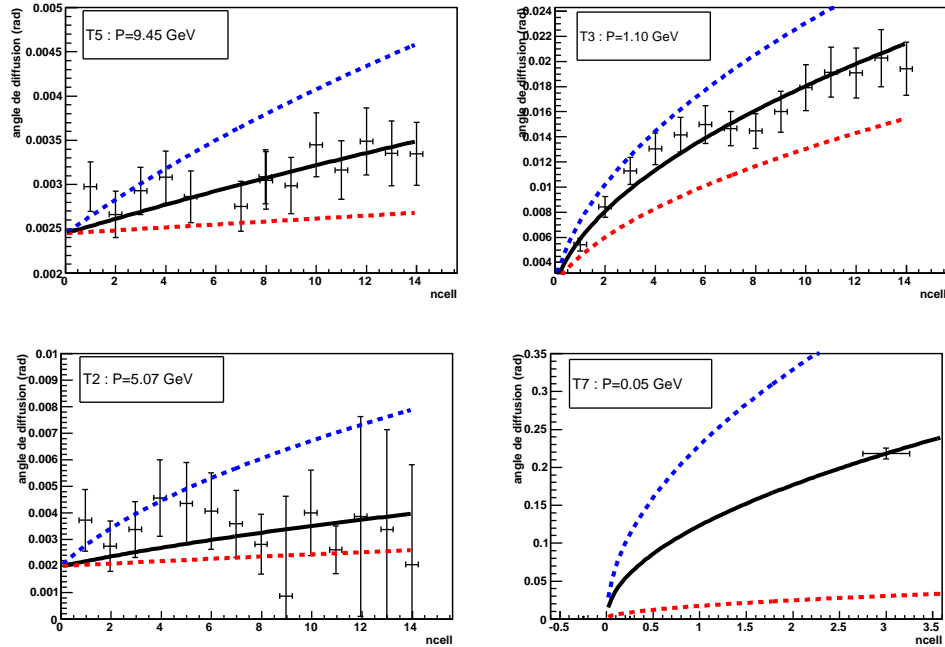 angle de diffusion (rad)
T5 : P=9.45 GeV
0.005
0.0045
0.004
0.0035
0.003
0.0025
0.002
0 2 4 6 8 10 12 14
ncell
angle de diffusion (rad)
T3 : P=1.10 GeV
0.024
0.022
0.02
0.018
0.016
0.014
0.012
0.01
0.008
0.006
0.004
0 2 4 6 8 10 12 14
ncell
angle de diffusion (rad)
T2 : P=5.07 GeV
0.01
0.009
0.008
0.007
0.006
0.005
0.004
0.003
0.002
0.001
0
0 2 4 6 8 10 12 14
ncell
angle de diffusion (rad)
T7 : P=0.05 GeV
0.35
0.3
0.25
0.2
0.15
0.1
0.05
0
-0.5 0 0.5 1 1.5 2 2.5 3 3.5
ncell